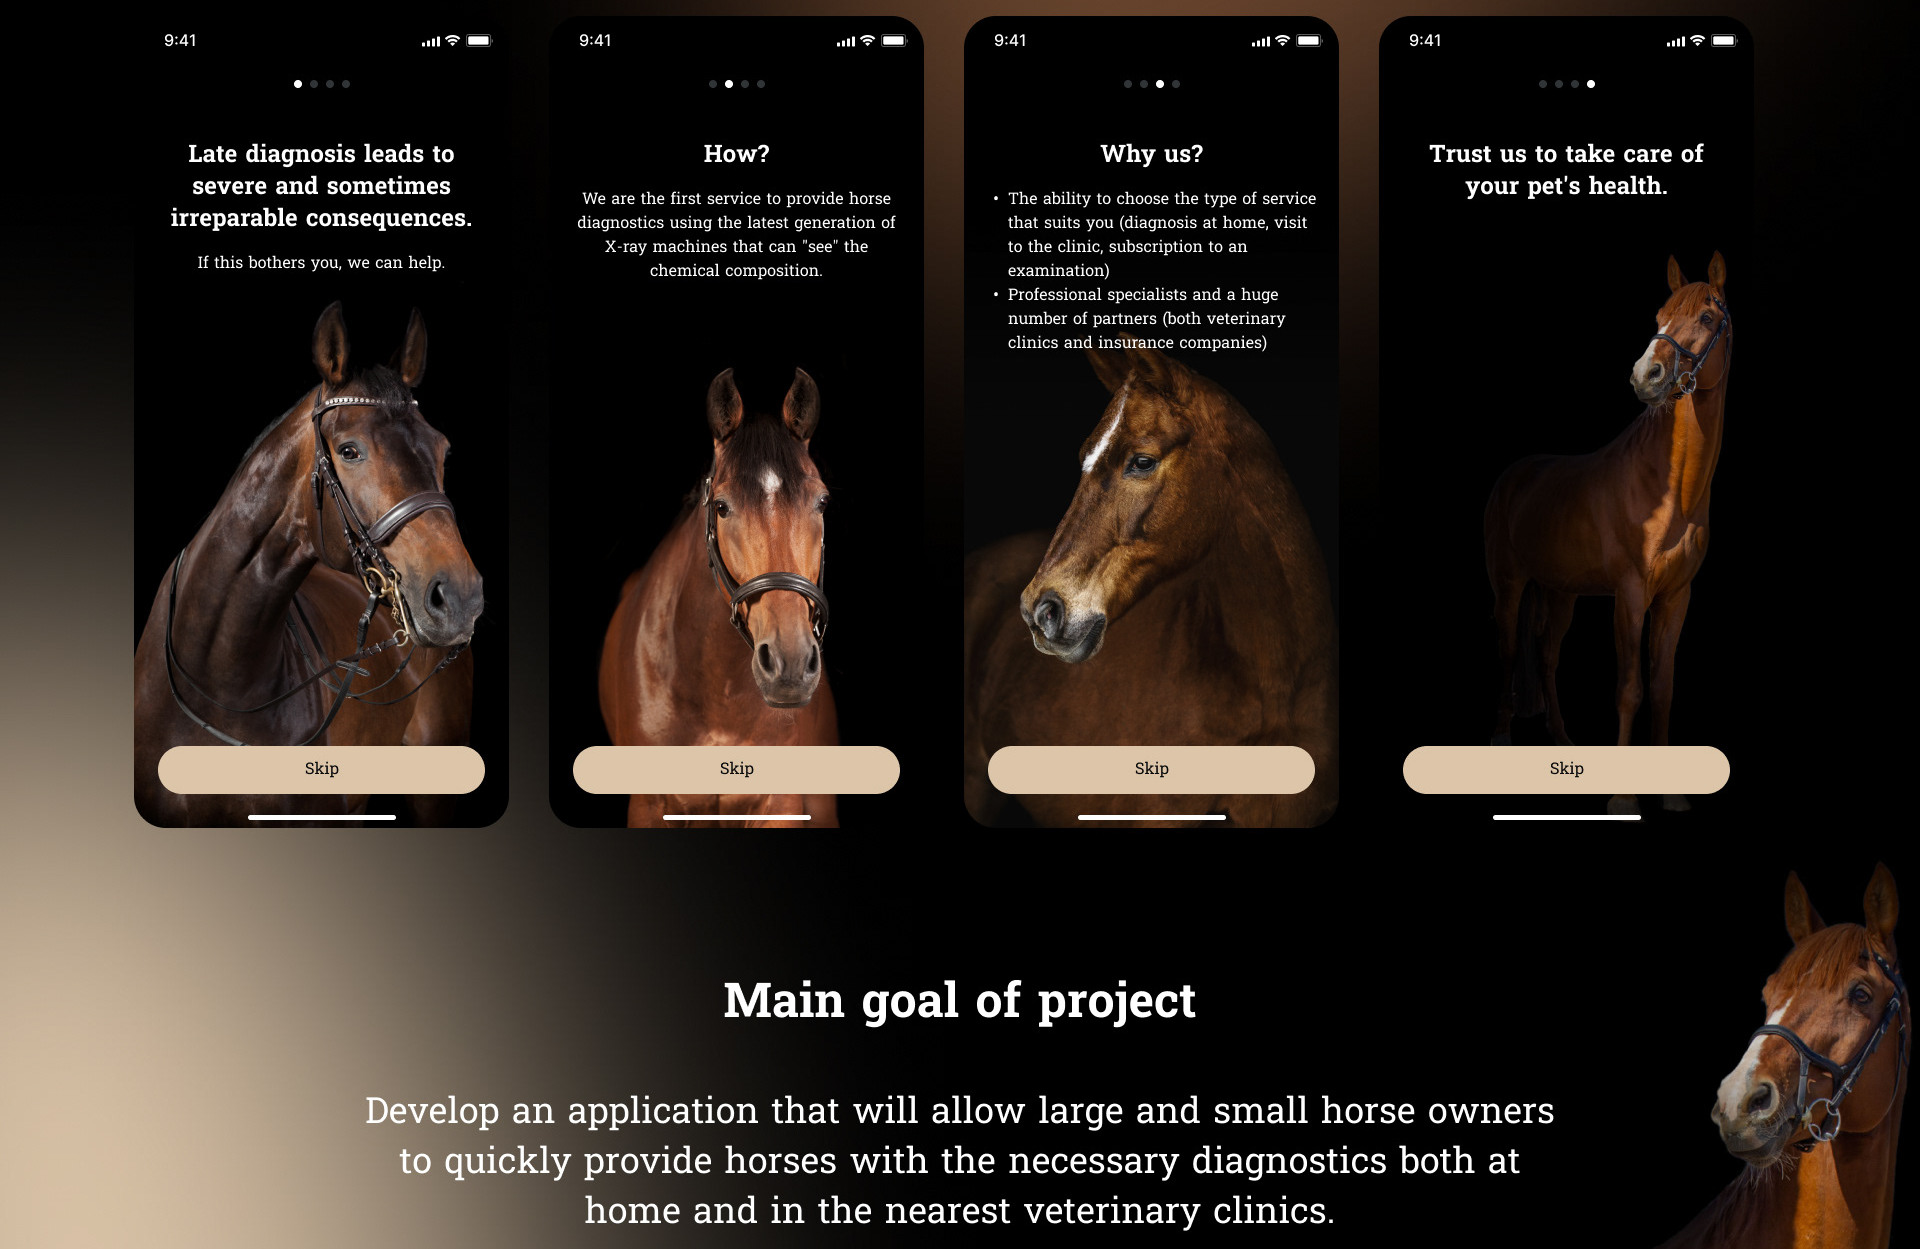 9:41
Late diagnosis leads to
severe and sometimes
irreparable consequences.
If this bothers you, we can help.
Skip
9:41
How?
We are the first service to provide horse
diagnostics using the latest generation of
X-ray machines that can "see" the
chemical composition.
Skip
9:41
Why us?
• The ability to choose the type of service
that suits you (diagnosis at home, visit
to the clinic, subscription to an
examination)
• Professional specialists and a huge
number of partners (both veterinary
clinics and insurance companies)
Skip
9:41
Trust us to take care of
your pet's health.
Skip
Main goal of project
Develop an application that will allow large and small horse owners
to quickly provide horses with the necessary diagnostics both at
home and in the nearest veterinary clinics.